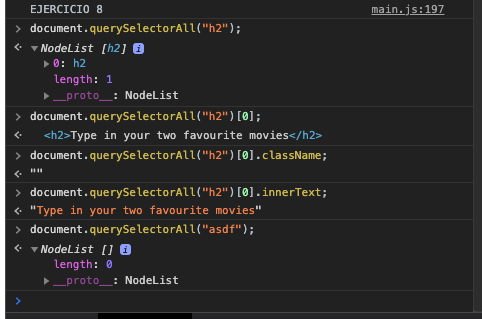 EJERCICIO 8 main.js:197
> document.querySelectorAll("h2");
<· ▼NodeList [h2] i
▶0: h2
length: 1
▶__proto__: NodeList
> document.querySelectorAll("h2")[0];
<· <h2>Type in your two favourite movies</h2>
> document.querySelectorAll("h2")[0].className;
<· ""
> document.querySelectorAll("h2")[0].innerText;
<· "Type in your two favourite movies"
> document.querySelectorAll("asdf");
<· ▼NodeList [] i
length: 0
▶__proto__: NodeList
>